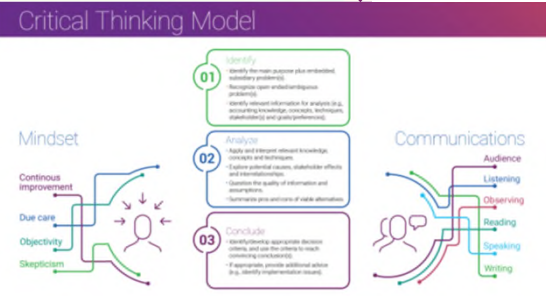 Critical Thinking Model
Mindset
Continous
improvement
Due care
Objectivity
Skepticism
01
Identify
- Identify the main purpose plus embedded,
subsidiary problem(s).
- Recognize open-ended/ambiguous
problem(s).
- Identify relevant information for analysis (e.g.,
accounting knowledge, concepts, techniques,
stakeholder(s) and goals/preferences).
02
Analyze
- Apply and interpret relevant knowledge,
concepts and techniques.
- Explore potential causes, stakeholder effects
and interrelationships.
- Question the quality of information and
assumptions.
- Summarize pros and cons of viable alternatives
03
Conclude
- Identify/develop appropriate decision
criteria, and use the criteria to reach
convincing conclusion(s).
- If appropriate, provide additional advice
(e.g., identify implementation issues).
Communications
Audience
Listening
Observing
Reading
Speaking
Writing